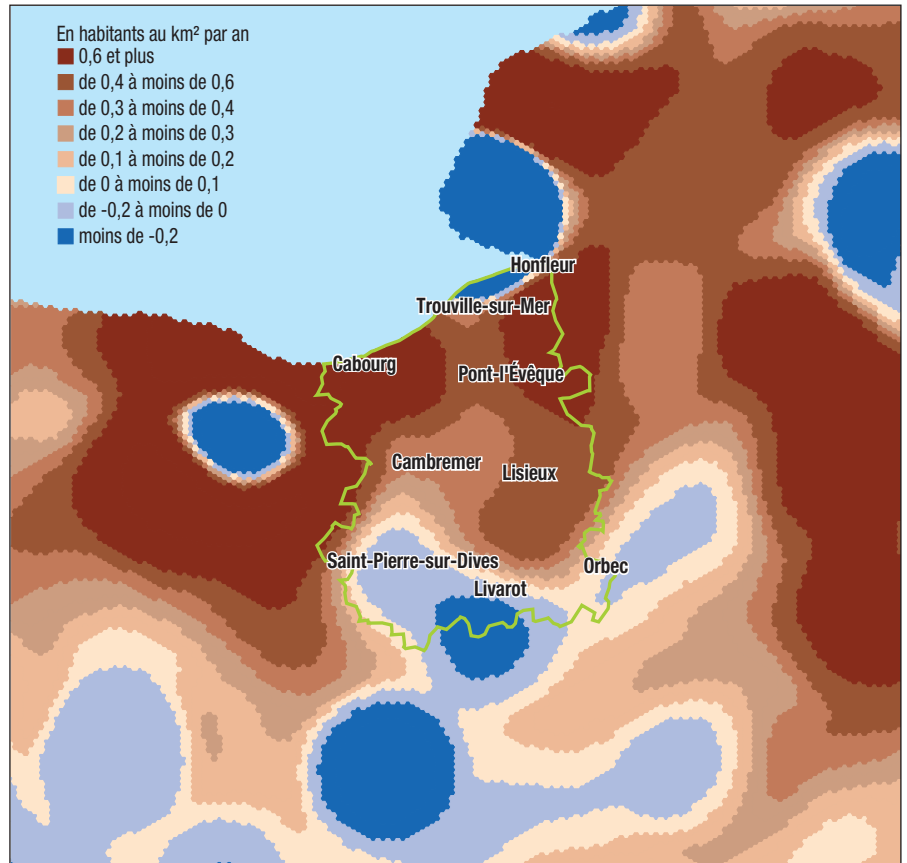 En habitants au km² par an
0,6 et plus
de 0,4 à moins de 0,6
de 0,3 à moins de 0,4
de 0,2 à moins de 0,3
de 0,1 à moins de 0,2
de 0 à moins de 0,1
de -0,2 à moins de 0
moins de -0,2
Honfleur
Trouville-sur-Mer
Cabourg
Pont-l'Évêque
Cambremer
Lisieux
Saint-Pierre-sur-Dives
Orbec
Livarot